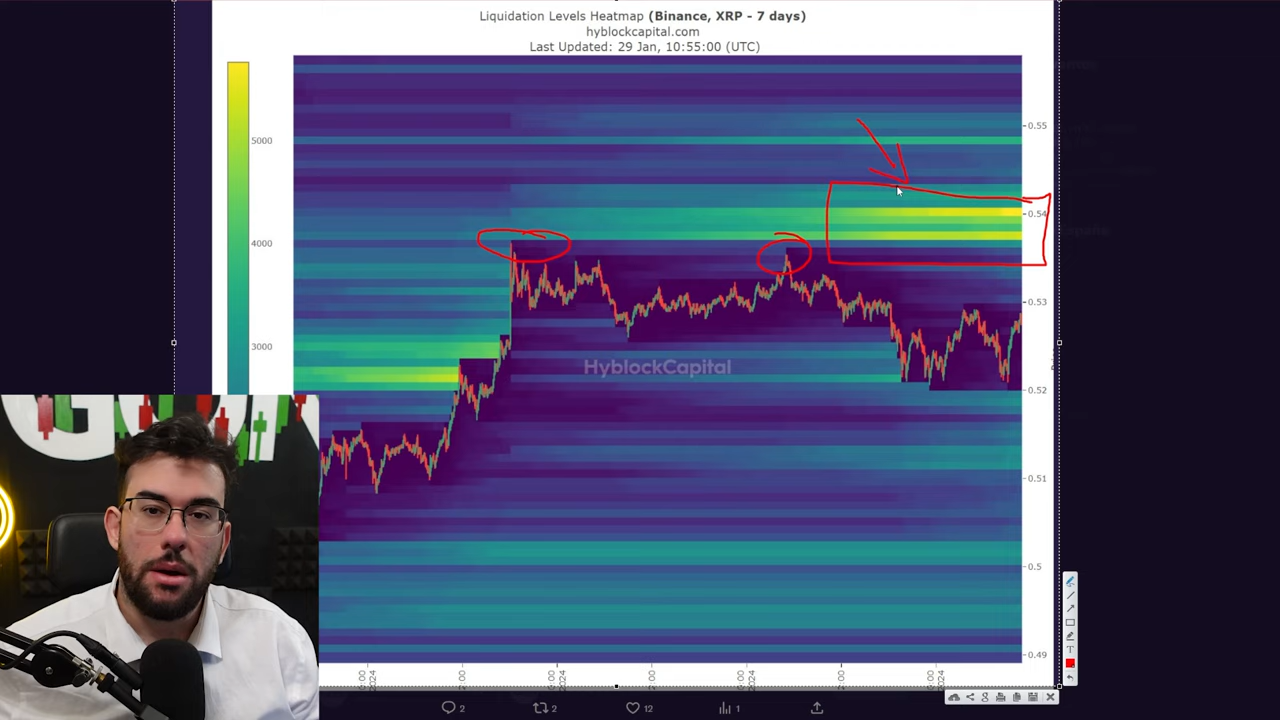 Liquidation Levels Heatmap (Binance, XRP - 7 days)
hyblockcapital.com
Last Updated: 29 Jan, 10:55:00 (UTC)
5000
4000
3000
0.55
0.54
0.53
0.52
0.51
0.5
0.49
HyblockCapital
2
2
12
1
T